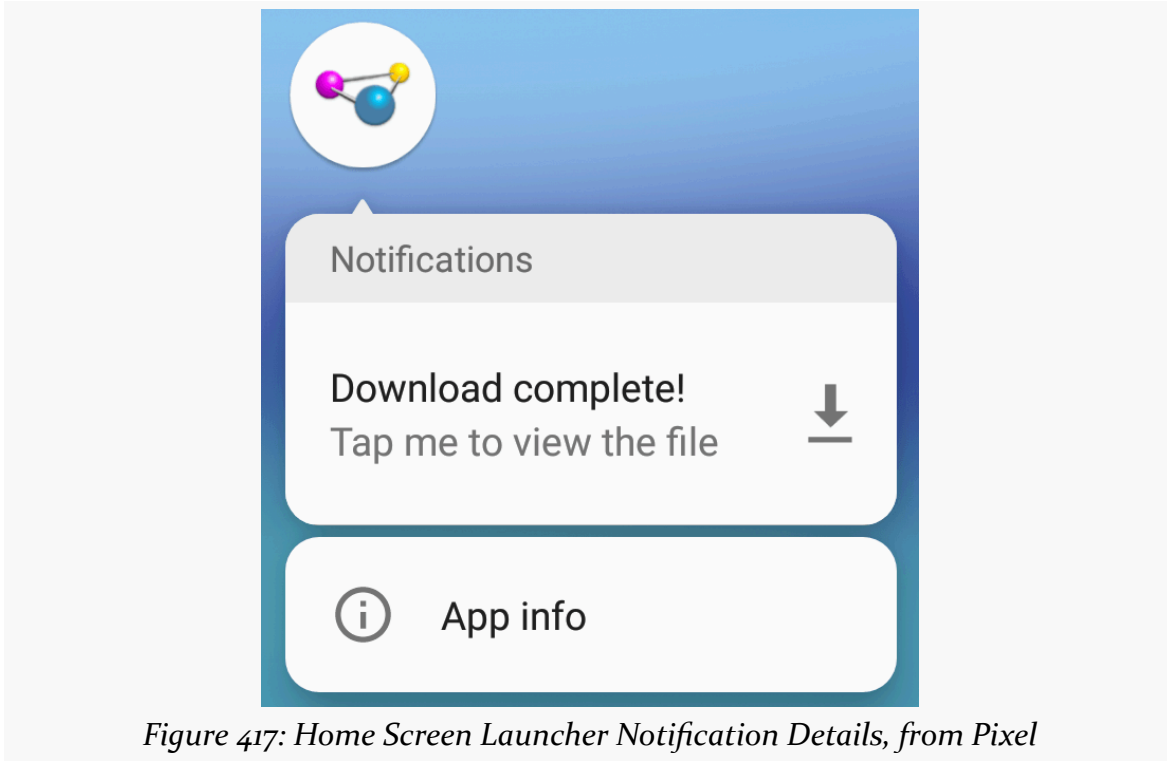 Notifications
Download complete!
Tap me to view the file
App info
Figure 417: Home Screen Launcher Notification Details, from Pixel